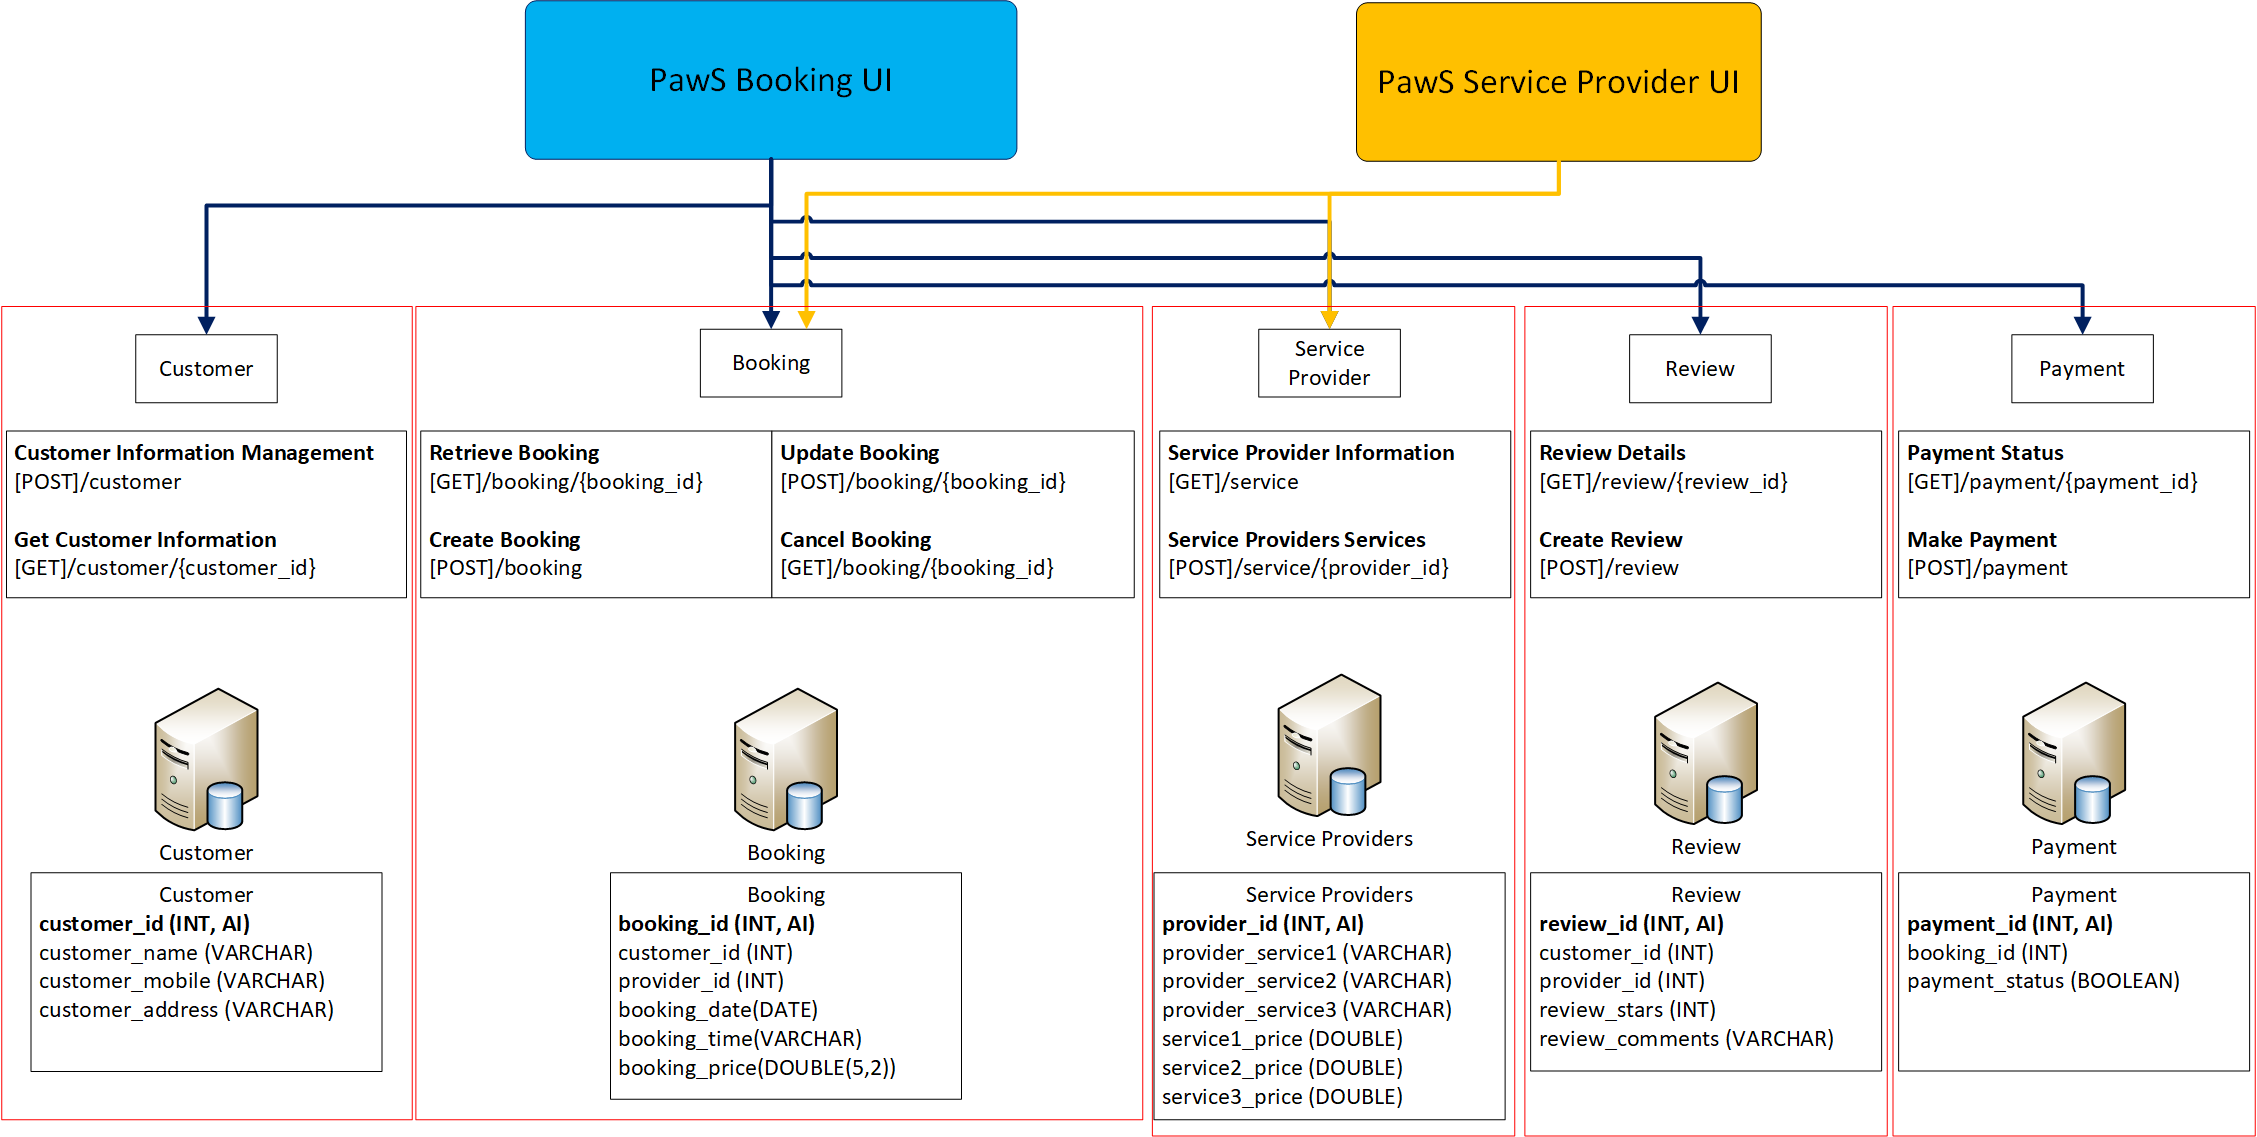 PawS Booking UI
PawS Service Provider UI
Customer
Customer Information Management
[POST]/customer
Get Customer Information
[GET]/customer/{customer_id}
Customer
Customer
customer_id (INT, AI)
customer_name (VARCHAR)
customer_mobile (VARCHAR)
customer_address (VARCHAR)
Booking
Retrieve Booking
[GET]/booking/{booking_id}
Create Booking
[POST]/booking
Update Booking
[POST]/booking/{booking_id}
Cancel Booking
[GET]/booking/{booking_id}
Booking
Booking
booking_id (INT, AI)
customer_id (INT)
provider_id (INT)
booking_date(DATE)
booking_time(VARCHAR)
booking_price(DOUBLE(5,2))
Service
Provider
Service Provider Information
[GET]/service
Service Providers Services
[POST]/service/{provider_id}
Service Providers
Service Providers
provider_id (INT, AI)
provider_service1 (VARCHAR)
provider_service2 (VARCHAR)
provider_service3 (VARCHAR)
service1_price (DOUBLE)
service2_price (DOUBLE)
service3_price (DOUBLE)
Review
Review Details
[GET]/review/{review_id}
Create Review
[POST]/review
Review
Review
review_id (INT, AI)
customer_id (INT)
provider_id (INT)
review_stars (INT)
review_comments (VARCHAR)
Payment
Payment Status
[GET]/payment/{payment_id}
Make Payment
[POST]/payment
Payment
Payment
payment_id (INT, AI)
booking_id (INT)
payment_status (BOOLEAN)